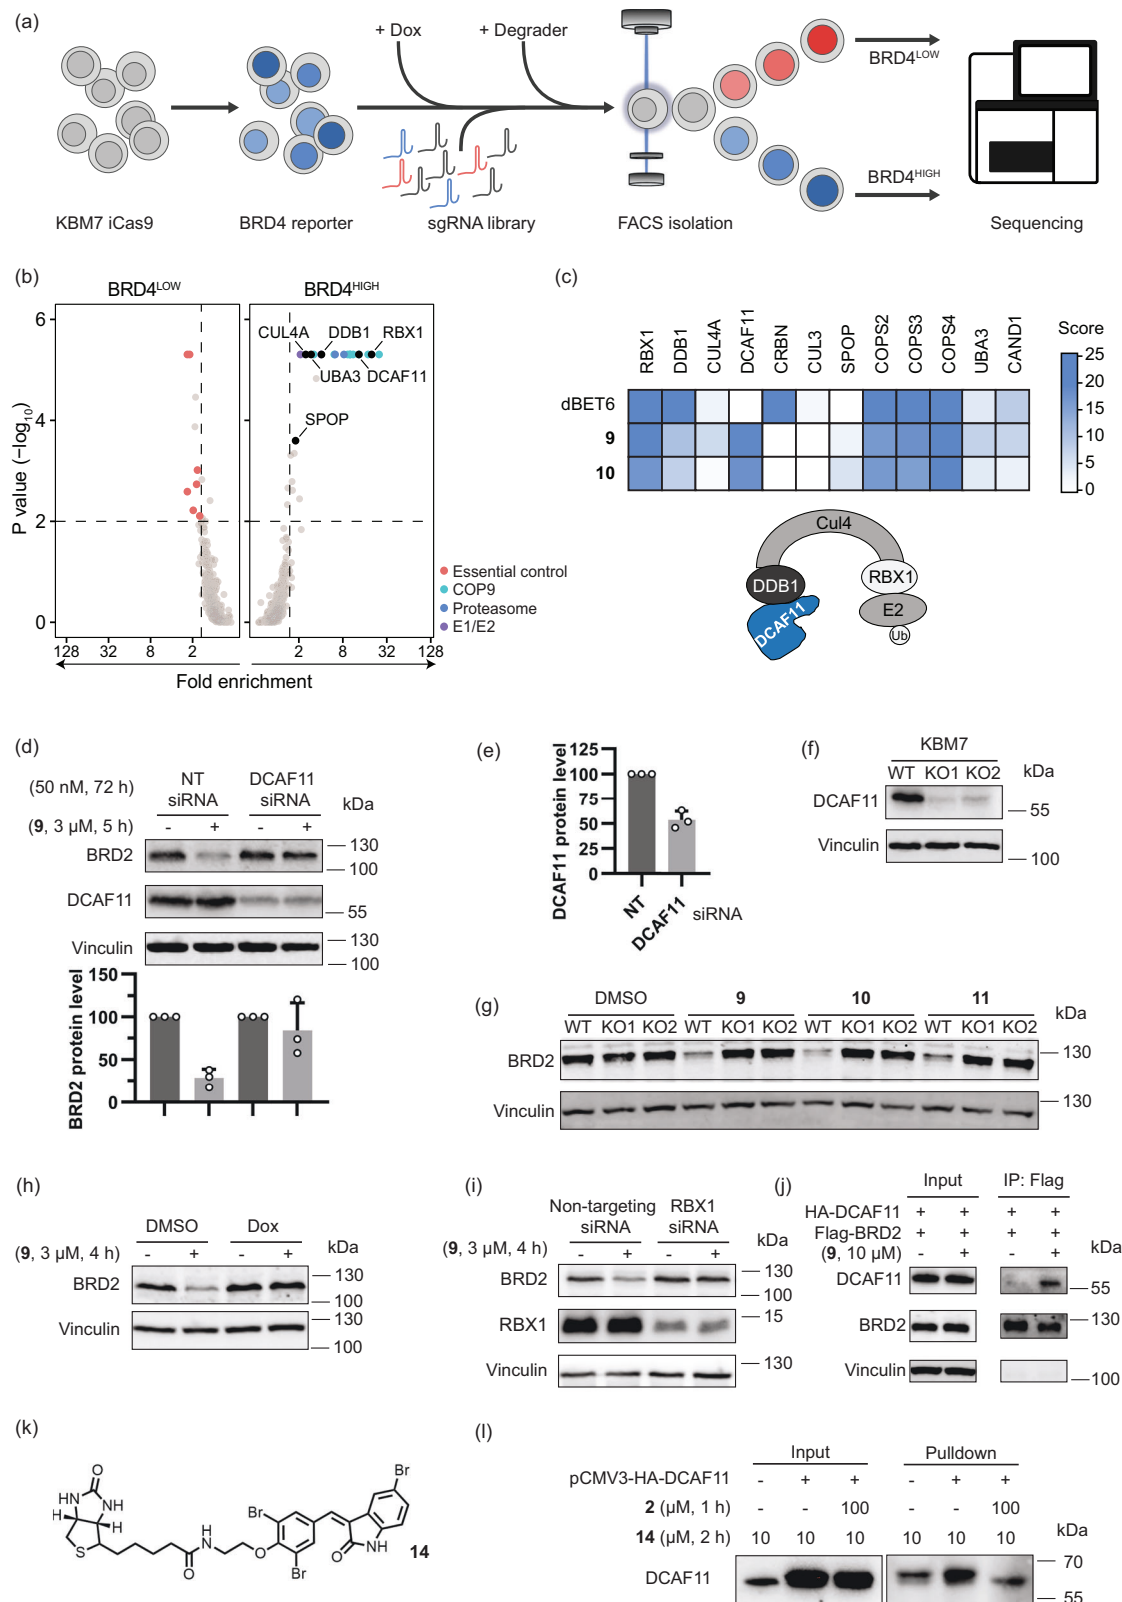 (a)
+ Dox
+ Degrader
BRD4LOW
BRD4HIGH
KBM7 iCas9
BRD4 reporter
sgRNA library
FACS isolation
Sequencing
(b)
BRD4LOW
BRD4HIGH
P value (−log10)
6
4
2
0
CUL4A
DDB1
RBX1
UBA3
DCAF11
SPOP
128 32 8 2 2 8 32 128
Fold enrichment
Essential control
COP9
Proteasome
E1/E2
(c)
RBX1 DDB1 CUL4A DCAF11 CRBN CUL3 SPOP COPS2 COPS3 COPS4 UBA3 CAND1
Score
25
20
15
10
5
0
dBET6
9
10
Cul4
DDB1
RBX1
DCAF11
E2
Ub
(d)
(50 nM, 72 h)
NT siRNA
DCAF11 siRNA
kDa
(9, 3 µM, 5 h) - + - +
BRD2
130
100
DCAF11
55
Vinculin
130
100
BRD2 protein level
150
100
50
0
(e)
DCAF11 protein level
125
100
75
50
25
0
NT
DCAF11
siRNA
(f)
KBM7
WT KO1 KO2
kDa
DCAF11
55
Vinculin
100
(g)
DMSO 9 10 11
kDa
WT KO1 KO2 WT KO1 KO2 WT KO1 KO2 WT KO1 KO2
BRD2
130
Vinculin
130
(h)
DMSO Dox
(9, 3 µM, 4 h) - + - +
kDa
BRD2
130
100
Vinculin
130
100
(i)
Non-targeting siRNA
RBX1 siRNA
(9, 3 µM, 4 h) - + - +
kDa
BRD2
130
100
RBX1
15
Vinculin
130
(j)
Input IP: Flag
HA-DCAF11 + + + +
Flag-BRD2 + + + +
(9, 10 µM) - + - +
kDa
DCAF11
55
BRD2
130
Vinculin
100
(k)
O
HN
NH
H
H
S
O
H
N
O
Br
Br
Br
O
NH
14
(l)
Input Pulldown
pCMV3-HA-DCAF11 - + + - + +
2 (µM, 1 h) - - 100 - - 100
14 (µM, 2 h) 10 10 10 10 10 10
kDa
DCAF11
70
55